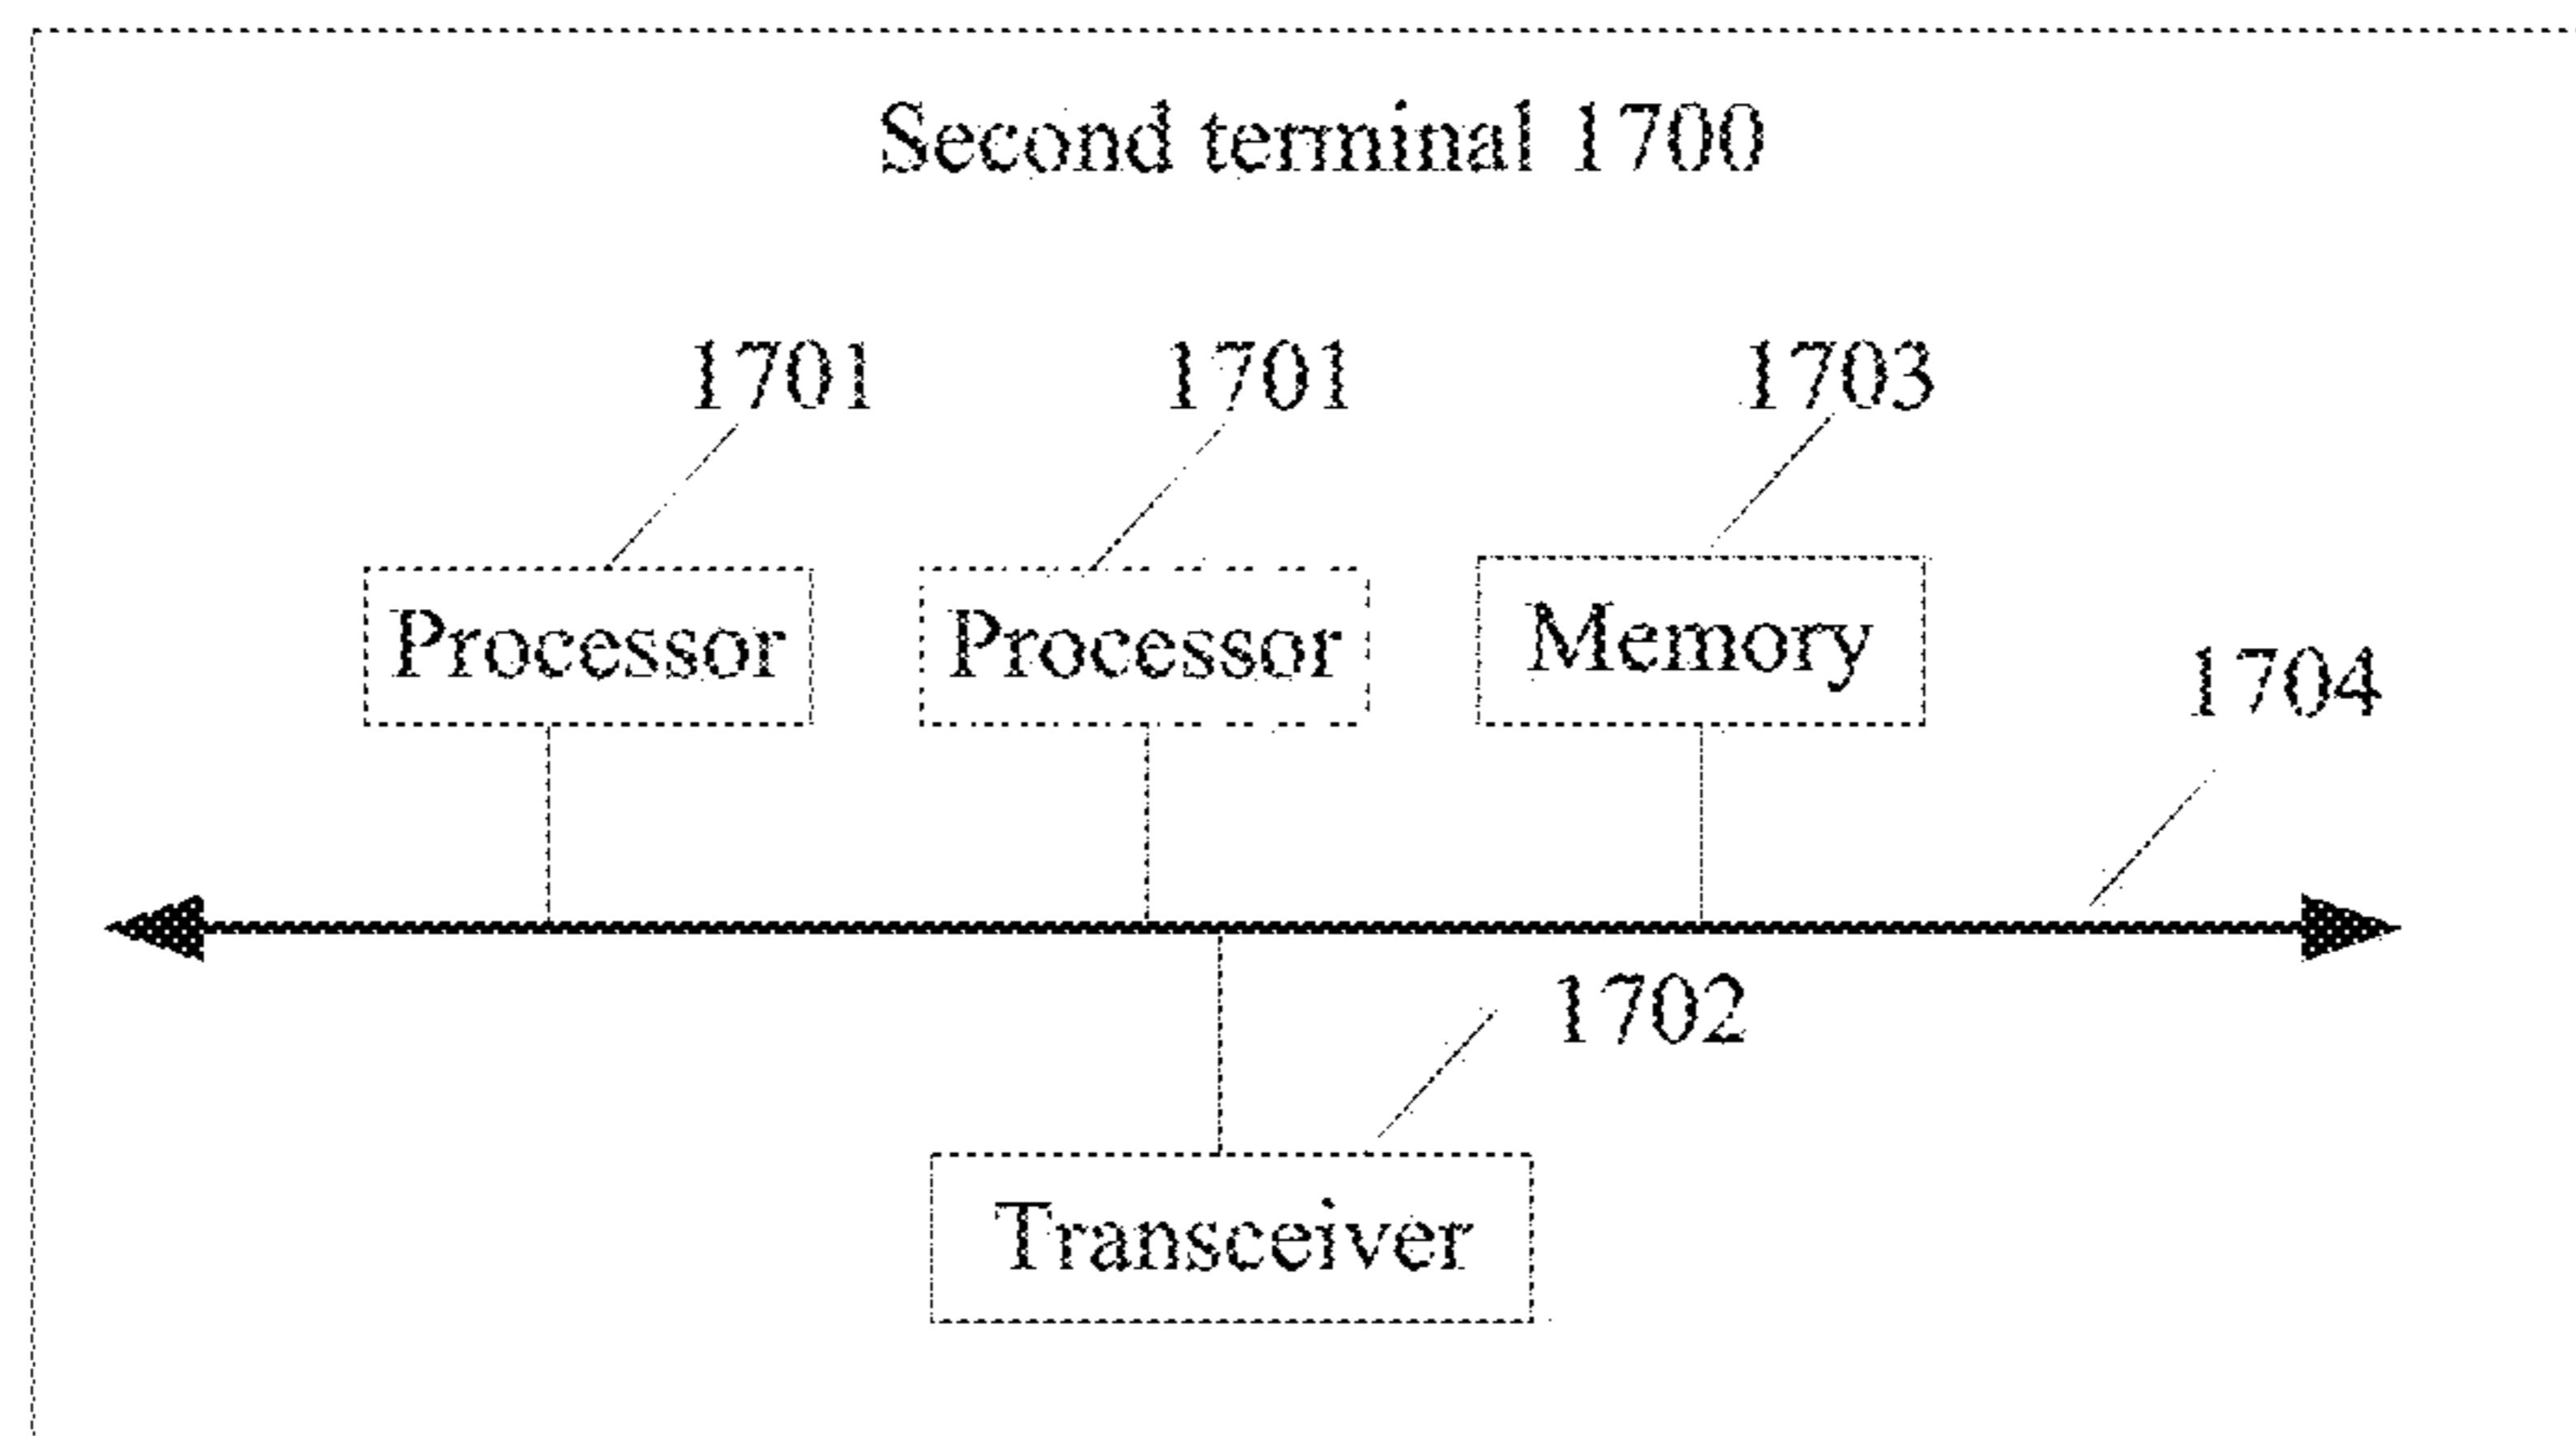 Second terminal 1700
1701 1701 1703
Processor Processor Memory
1704
1702
Transceiver